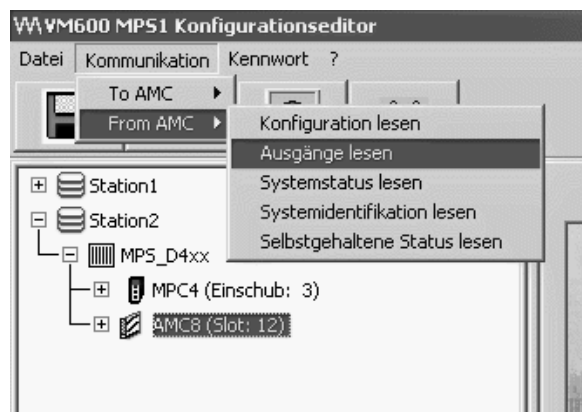 VM600 MPS1 Konfigurationseditor
Datei Kommunikation Kennwort ?
To AMC
From AMC
Konfiguration lesen
Ausgänge lesen
Systemstatus lesen
Systemidentifikation lesen
Selbstgehaltene Status lesen
Station1
Station2
MPS_D4xx
MPC4 (Einschub: 3)
AMC8 (Slot: 12)